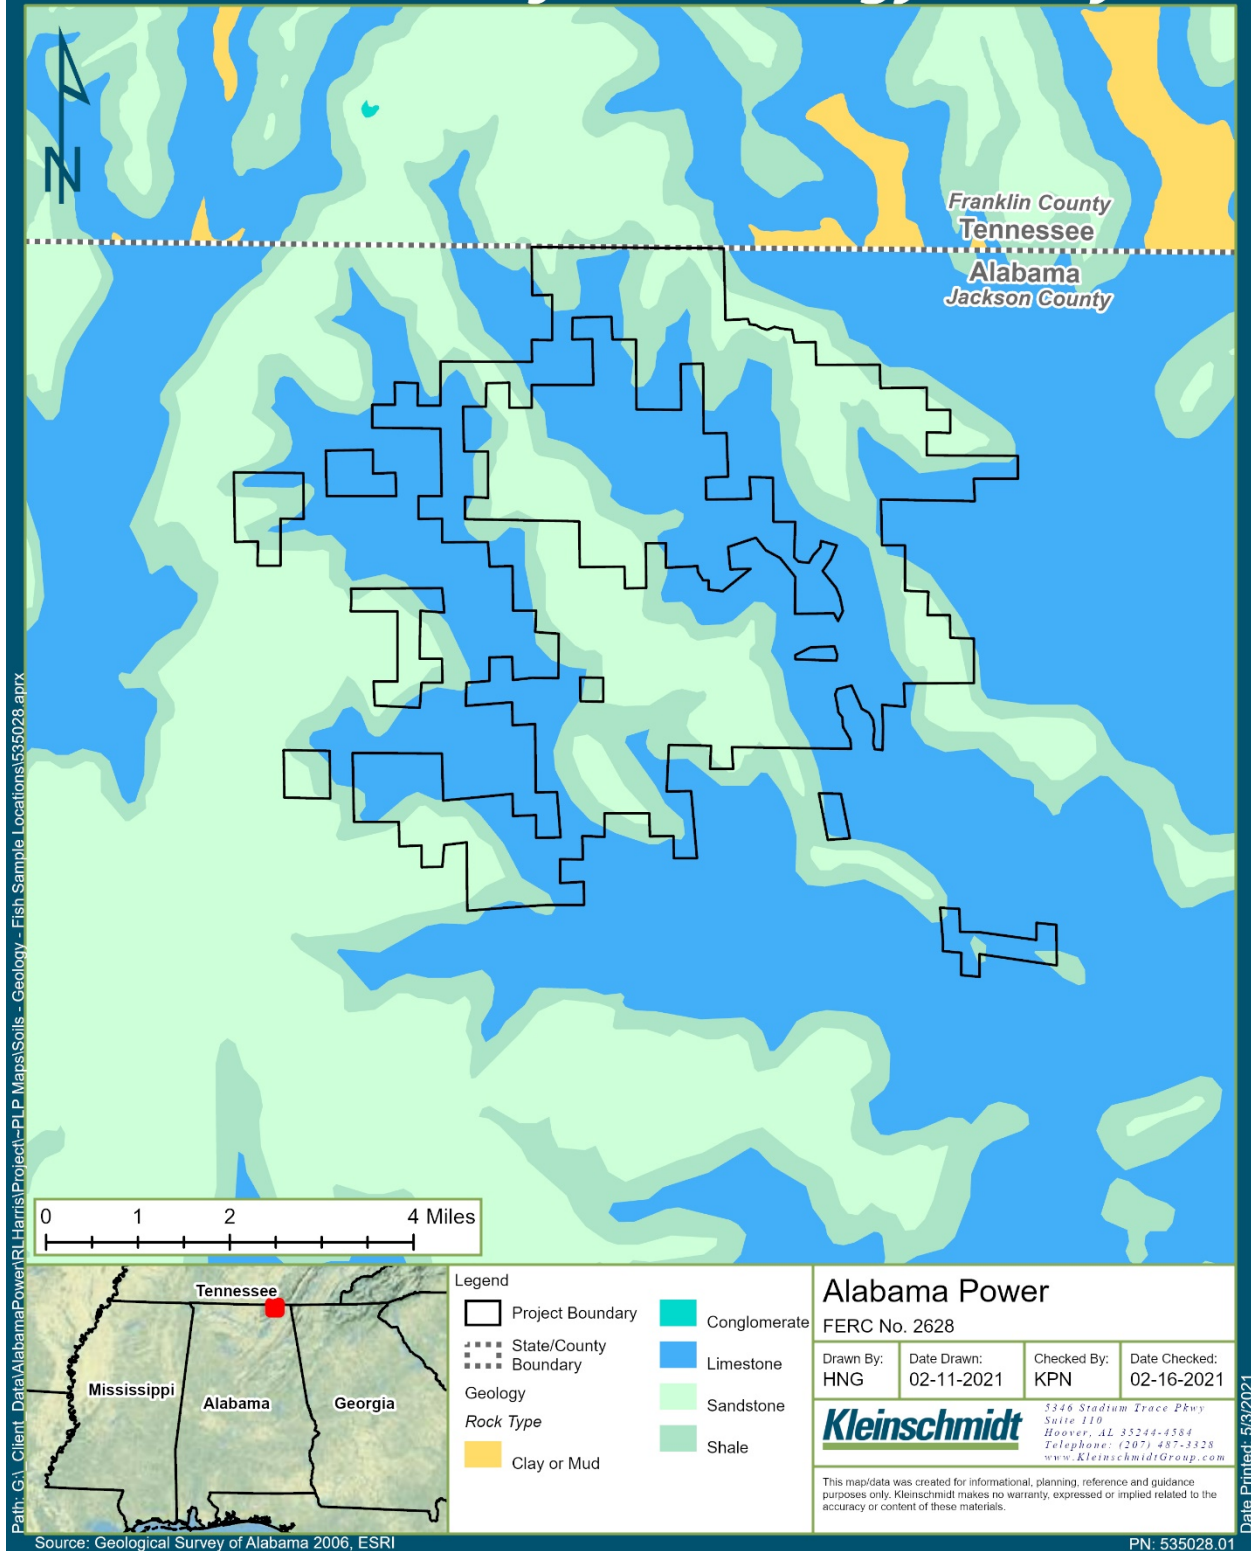 N
Franklin County
Tennessee
Alabama
Jackson County
0 1 2 4 Miles
Tennessee
Mississippi
Alabama
Georgia
Legend
Project Boundary
State/County
Boundary
Geology
Rock Type
Clay or Mud
Conglomerate
Limestone
Sandstone
Shale
Alabama Power
FERC No. 2628
Drawn By:
HNG
Date Drawn:
02-11-2021
Checked By:
KPN
Date Checked:
02-16-2021
Kleinschmidt
5346 Stadium Trace Pkwy
Suite 110
Hoover, AL 35244-4584
Telephone: (207) 487-3328
www.KleinschmidtGroup.com
This map/data was created for informational, planning, reference and guidance
purposes only. Kleinschmidt makes no warranty, expressed or implied related to the
accuracy or content of these materials.
Path: G:\_Client_Data\AlabamaPower\RLHarris\Project\~PLP Maps\Soils - Geology - Fish Sample Locations\535028.aprx
Date Printed: 5/3/2021
Source: Geological Survey of Alabama 2006, ESRI
PN: 535028.01